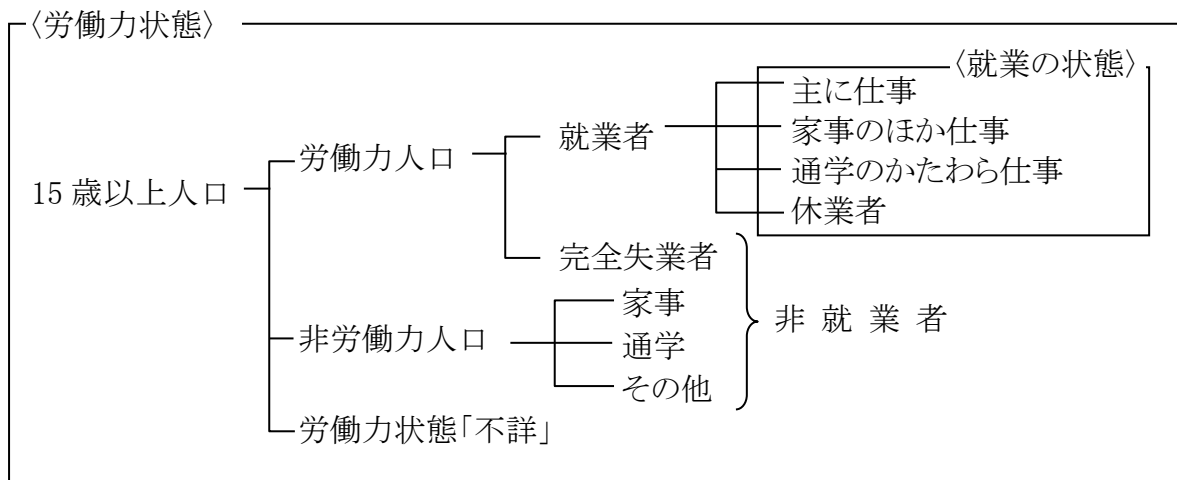 〈労働力状態〉
〈就業の状態〉
主に仕事
就業者
家事のほか仕事
労働力人口
通学のかたわら仕事
15 歳以上人口
休業者
完全失業者
家事
非 就 業 者
非労働力人口
通学
その他
労働力状態「不詳」